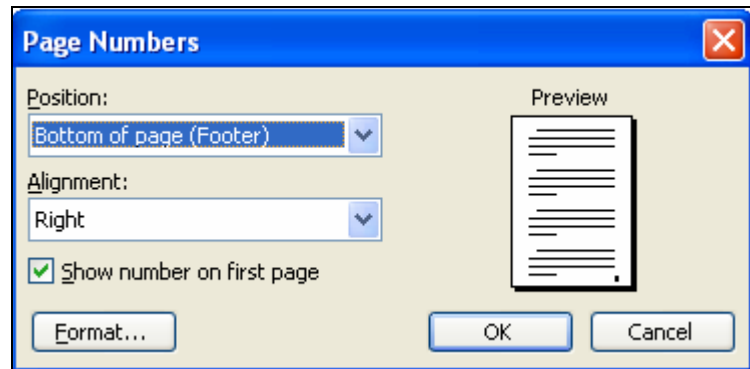 Page Numbers
Position:
Preview
Bottom of page (Footer)
Alignment:
Right
Show number on first page
Format...
OK
Cancel